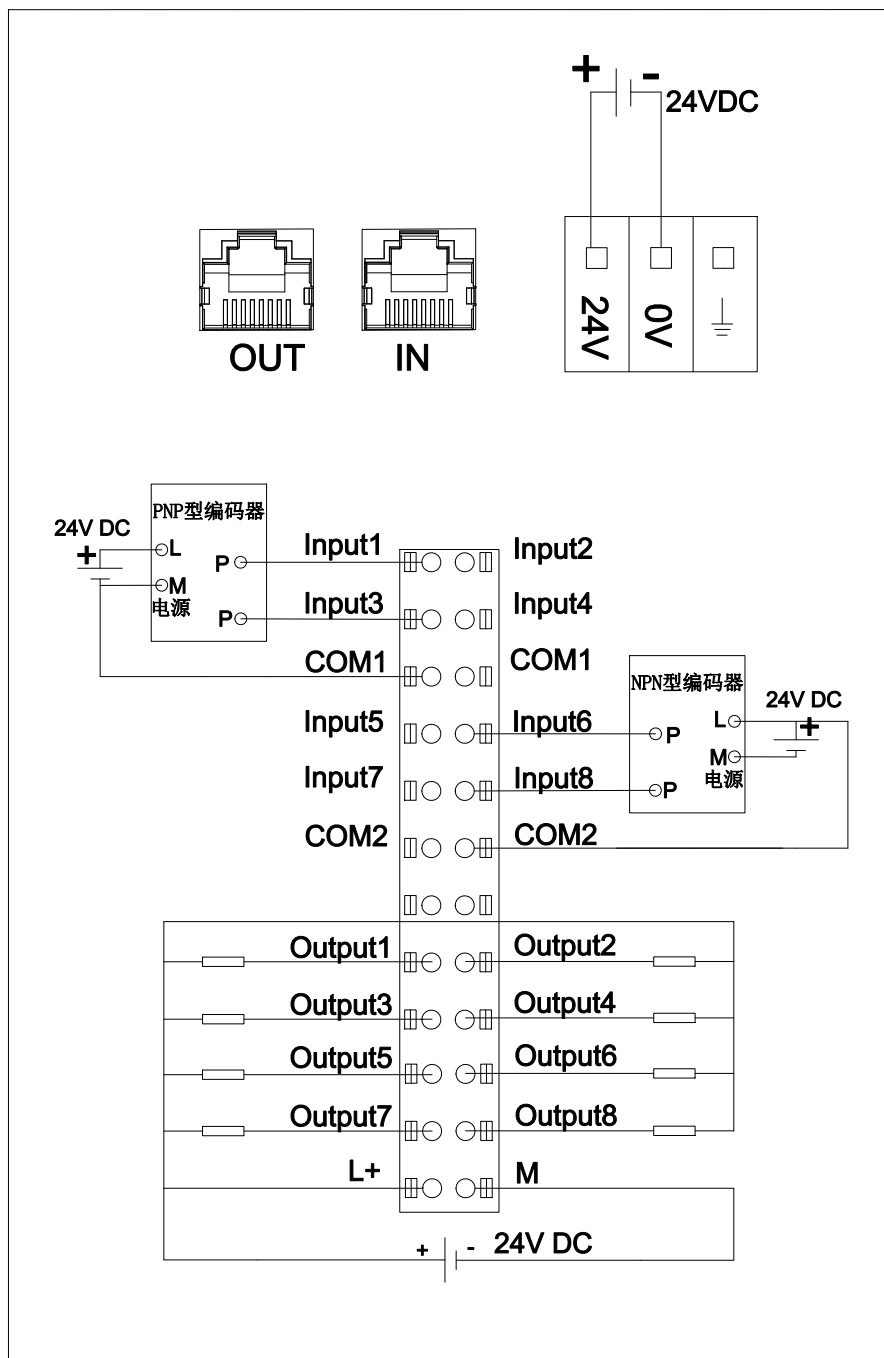 + -
24VDC
24V
0V
OUT
IN
PNP型编码器
24V DC
+
L
P
M
电源
P
Input1
Input2
Input3
Input4
COM1
COM1
NPN型编码器
24V DC
+
L
P
M
电源
P
Input5
Input6
Input7
Input8
COM2
COM2
Output1
Output2
Output3
Output4
Output5
Output6
Output7
Output8
L+
M
+ - 24V DC